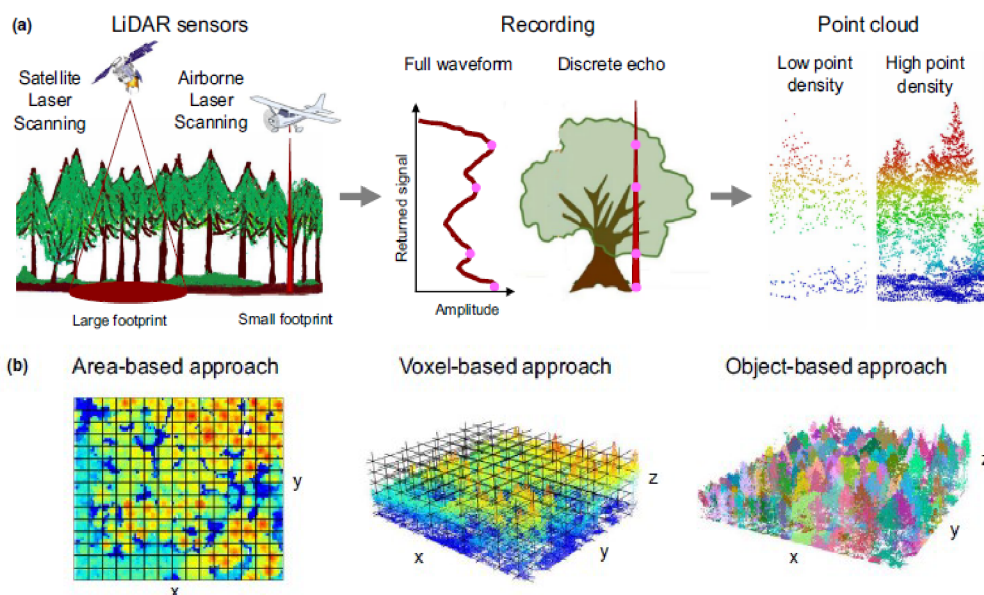 (a)
LiDAR sensors
Recording
Point cloud
Satellite
Laser
Scanning
Airborne
Laser
Scanning
Full waveform
Discrete echo
Low point
density
High point
density
Returned signal
Amplitude
Large footprint
Small footprint
(b)
Area-based approach
Voxel-based approach
Object-based approach
y
x
z
y
x
z
y
x